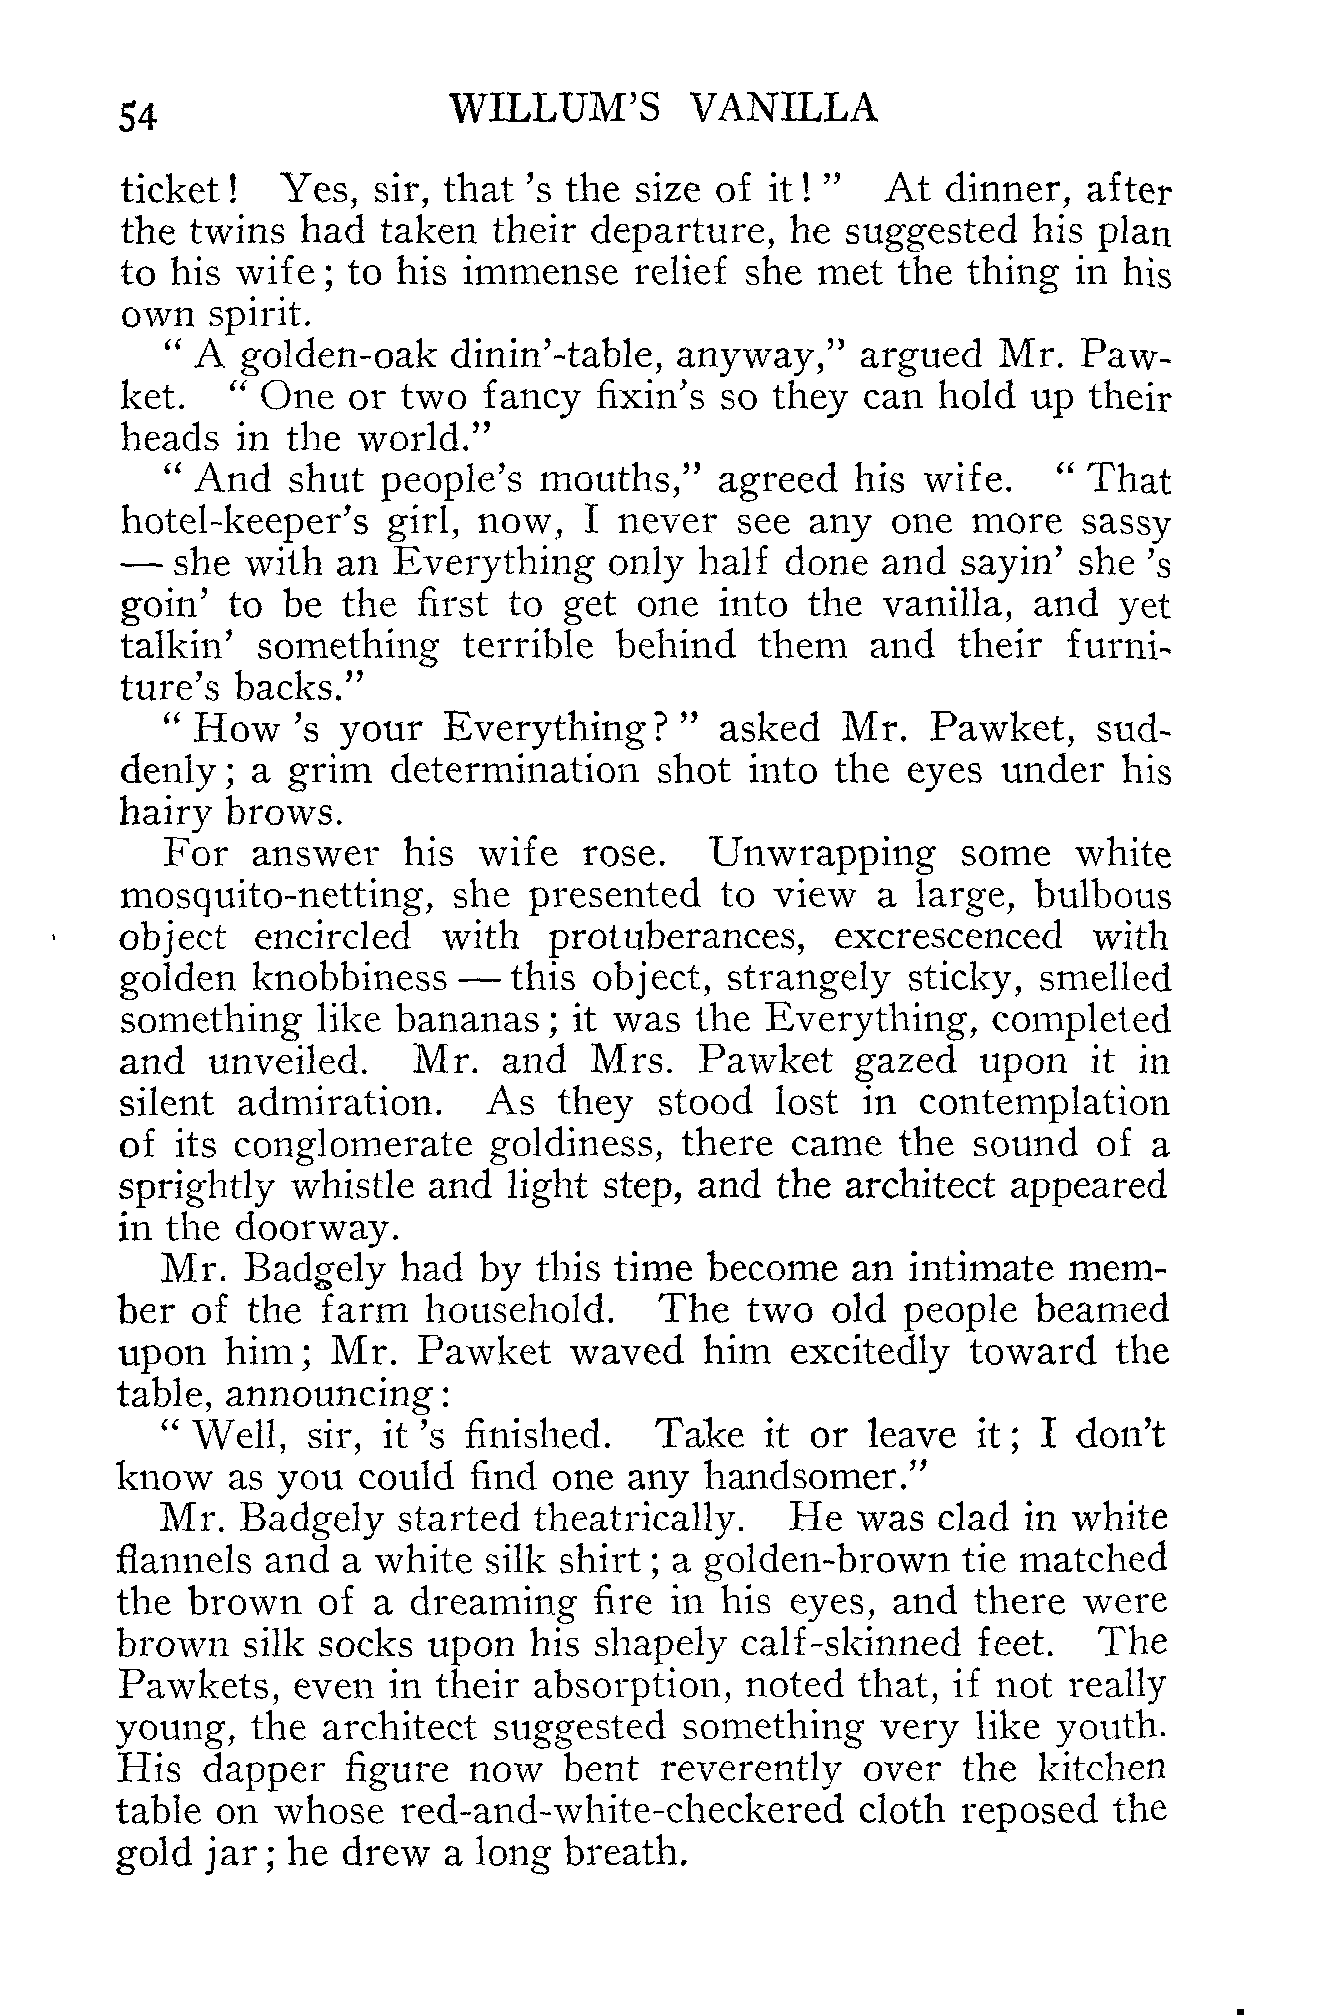 54 WILLUM'S VANILLA
ticket! Yes, sir, that 's the size of it!" At dinner, after
the twins had taken their departure, he suggested his plan
to his wife; to his immense relief she met the thing in his
own spirit.
"A golden-oak dinin'-table, anyway," argued Mr. Paw-
ket. "One or two fancy fixin's so they can hold up their
heads in the world."
"And shut people's mouths," agreed his wife. "That
hotel-keeper's girl, now, I never see any one more sassy
— she with an Everything only half done and sayin' she 's
goin' to be the first to get one into the vanilla, and yet
talkin' something terrible behind them and their furni-
ture's backs."
"How 's your Everything?" asked Mr. Pawket, sud-
denly; a grim determination shot into the eyes under his
hairy brows.
For answer his wife rose. Unwrapping some white
mosquito-netting, she presented to view a large, bulbous
object encircled with protuberances, excrescenced with
golden knobbiness — this object, strangely sticky, smelled
something like bananas; it was the Everything, completed
and unveiled. Mr. and Mrs. Pawket gazed upon it in
silent admiration. As they stood lost in contemplation
of its conglomerate goldiness, there came the sound of a
sprightly whistle and light step, and the architect appeared
in the doorway.
Mr. Badgely had by this time become an intimate mem-
ber of the farm household. The two old people beamed
upon him; Mr. Pawket waved him excitedly toward the
table, announcing:
"Well, sir, it 's finished. Take it or leave it; I don't
know as you could find one any handsomer."
Mr. Badgely started theatrically. He was clad in white
flannels and a white silk shirt; a golden-brown tie matched
the brown of a dreaming fire in his eyes, and there were
brown silk socks upon his shapely calf-skinned feet. The
Pawkets, even in their absorption, noted that, if not really
young, the architect suggested something very like youth.
His dapper figure now bent reverently over the kitchen
table on whose red-and-white-checkered cloth reposed the
gold jar; he drew a long breath.